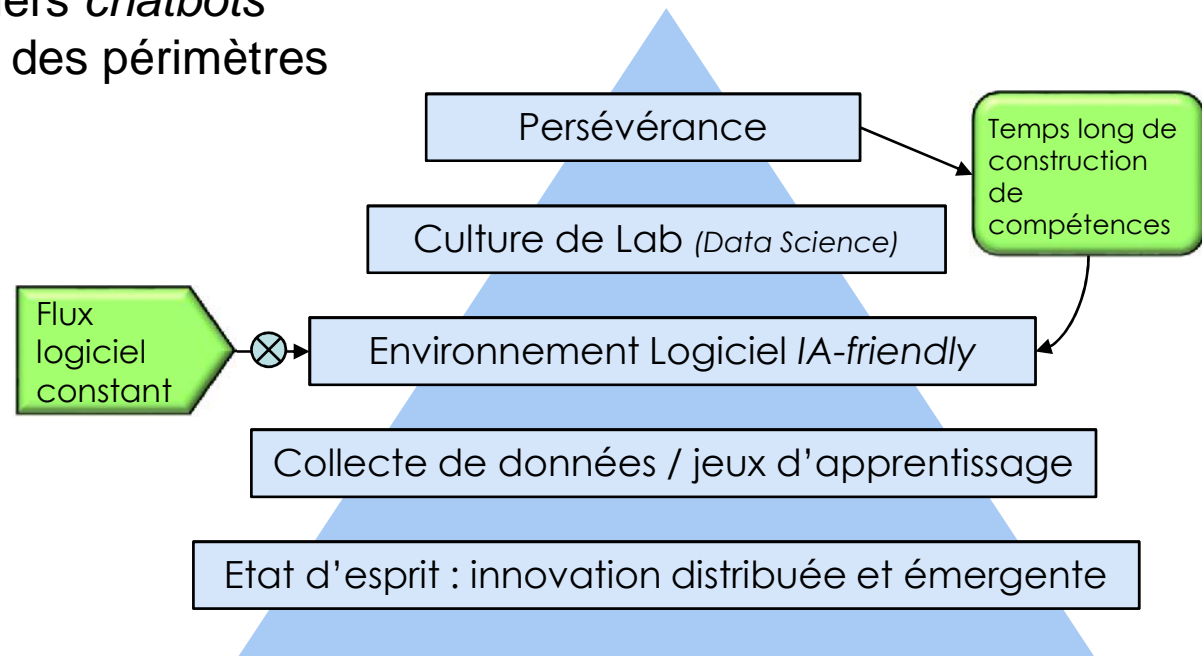 chatbots
des périmètres
Persévérance
Temps long de
construction
de
compétences
Culture de Lab (Data Science)
Flux
logiciel
constant
Environnement Logiciel IA-friendly
Collecte de données / jeux d’apprentissage
Etat d’esprit : innovation distribuée et émergente